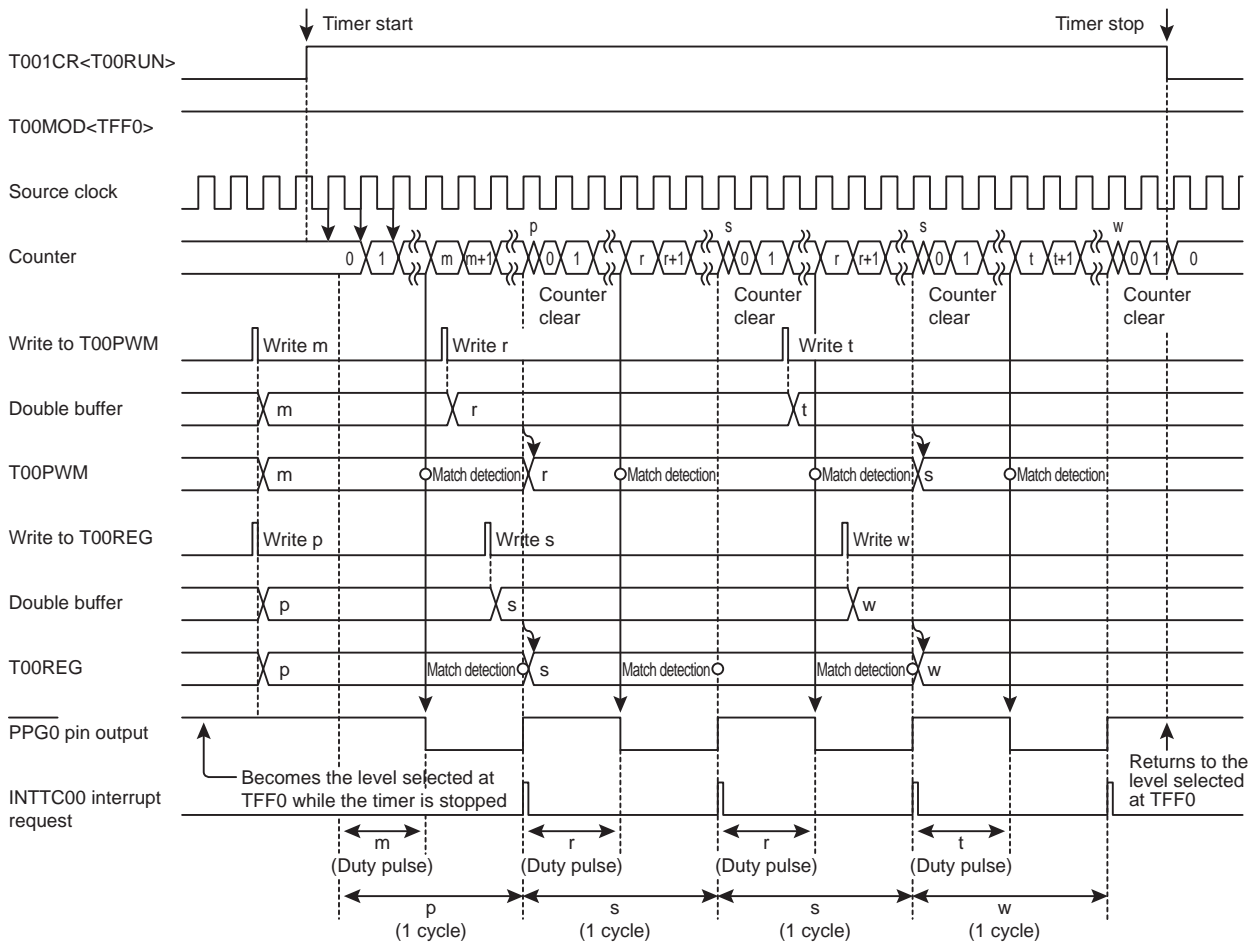 Timer start
Timer stop
T001CR<T00RUN>
T00MOD<TFF0>
Source clock
p s s w
Counter 0 1 m m+1 0 1 r r+1 0 1 r r+1 0 1 t t+1 0 1 0
Counter clear Counter clear Counter clear Counter clear
Write to T00PWM Write m Write r Write t
Double buffer m r t
T00PWM m Match detection r Match detection Match detection s Match detection
Write to T00REG Write p Write s Write w
Double buffer p s w
T00REG p Match detection s Match detection Match detection w
PPG0 pin output
Becomes the level selected at
TFF0 while the timer is stopped
Returns to the
level selected
at TFF0
INTTC00 interrupt
request
m r r t
(Duty pulse) (Duty pulse) (Duty pulse) (Duty pulse)
p s s w
(1 cycle) (1 cycle) (1 cycle) (1 cycle)